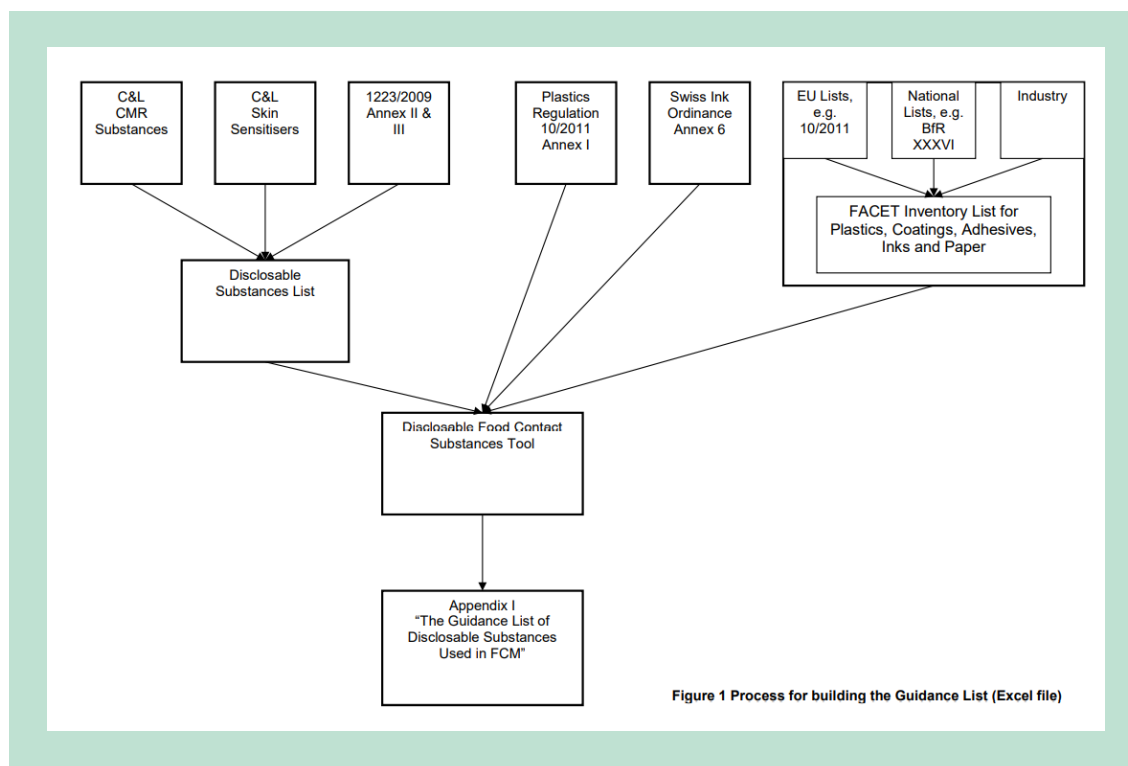 C&L
CMR
Substances
C&L
Skin
Sensitisers
1223/2009
Annex II &
III
Plastics
Regulation
10/2011
Annex I
Swiss Ink
Ordinance
Annex 6
EU Lists,
e.g.
10/2011
National
Lists, e.g.
BfR
XXXVI
Industry
FACET Inventory List for
Plastics, Coatings, Adhesives,
Inks and Paper
Disclosable
Substances List
Disclosable Food Contact
Substances Tool
Appendix I
“The Guidance List of
Disclosable Substances
Used in FCM”
Figure 1 Process for building the Guidance List (Excel file)